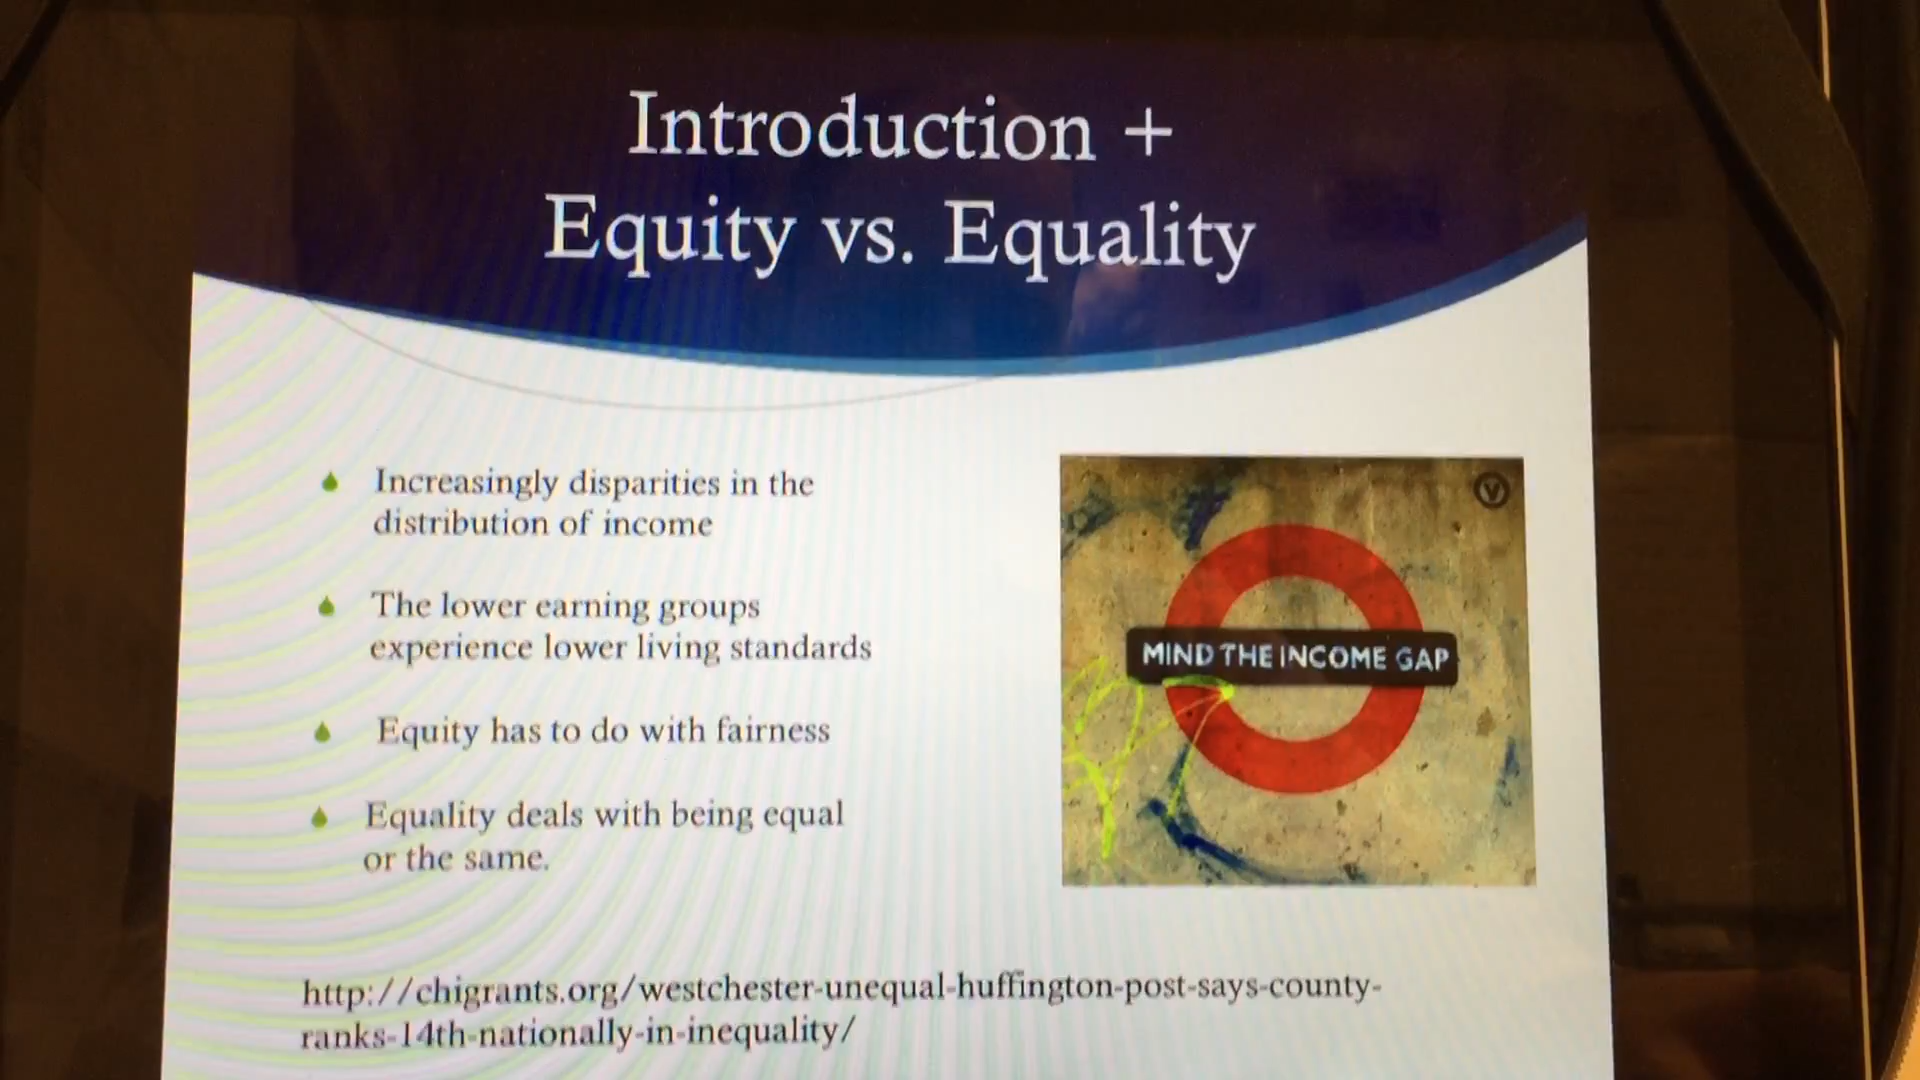 Introduction +
Equity vs. Equality
Increasingly disparities in the
distribution of income
The lower earning groups
experience lower living standards
Equity has to do with fairness
Equality deals with being equal
or the same.
V
MIND THE INCOME GAP
http://chigrants.org/westchester-unequal-huffington-post-says-county-
ranks-14th-nationally-in-inequality/